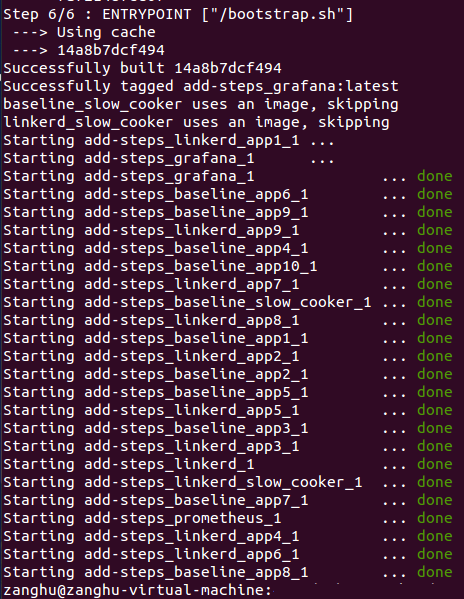 Step 6/6 : ENTRYPOINT ["/bootstrap.sh"]
 ---> Using cache
 ---> 14a8b7dcf494
Successfully built 14a8b7dcf494
Successfully tagged add-steps_grafana:latest
baseline_slow_cooker uses an image, skipping
linkerd_slow_cooker uses an image, skipping
Starting add-steps_linkerd_app1_1 ...
Starting add-steps_grafana_1      ...
Starting add-steps_grafana_1              ... done
Starting add-steps_baseline_app6_1        ... done
Starting add-steps_baseline_app9_1        ... done
Starting add-steps_linkerd_app9_1         ... done
Starting add-steps_baseline_app4_1        ... done
Starting add-steps_baseline_app10_1       ... done
Starting add-steps_linkerd_app7_1         ... done
Starting add-steps_baseline_slow_cooker_1 ... done
Starting add-steps_linkerd_app8_1         ... done
Starting add-steps_baseline_app1_1        ... done
Starting add-steps_linkerd_app2_1         ... done
Starting add-steps_baseline_app2_1        ... done
Starting add-steps_baseline_app5_1        ... done
Starting add-steps_linkerd_app5_1         ... done
Starting add-steps_baseline_app3_1        ... done
Starting add-steps_linkerd_app3_1         ... done
Starting add-steps_linkerd_1              ... done
Starting add-steps_linkerd_slow_cooker_1  ... done
Starting add-steps_baseline_app7_1        ... done
Starting add-steps_prometheus_1           ... done
Starting add-steps_linkerd_app4_1         ... done
Starting add-steps_linkerd_app6_1         ... done
Starting add-steps_baseline_app8_1        ... done
zanghu@zanghu-virtual-machine: